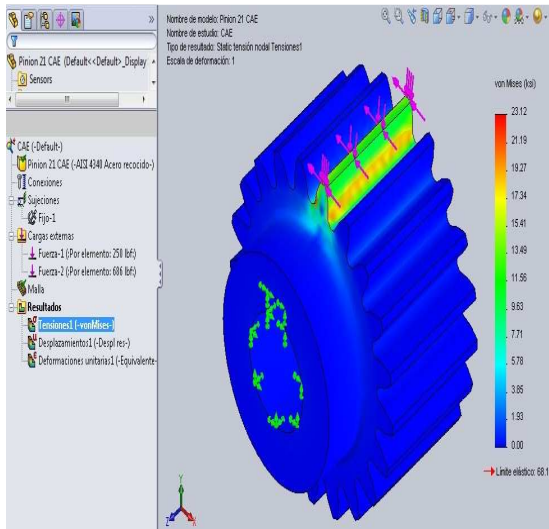 Nombre de modelo: Pinion 21 CAE
Nombre de estudio: CAE
Tipo de resultado: Static tensión nodal Tensiones1
Escala de deformación: 1
Pinion 21 CAE (Default<<Default>_Display
Sensors
CAE (-Default-)
Pinion 21 CAE (-AISI 4340 Acero recocido-)
Conexiones
Sujeciones
Fijo-1
Cargas externas
Fuerza-1 (:Por elemento: 250 lbf:)
Fuerza-2 (:Por elemento: 686 lbf:)
Malla
Resultados
Tensiones1 (-vonMises-)
Desplazamientos1 (-Despl res-)
Deformaciones unitarias1 (-Equivalente-
von Mises (ksi)
23.12
21.19
19.27
17.34
15.41
13.49
11.56
9.63
7.71
5.78
3.85
1.93
0.00
Límite elástico: 68.1
Y
Z
X